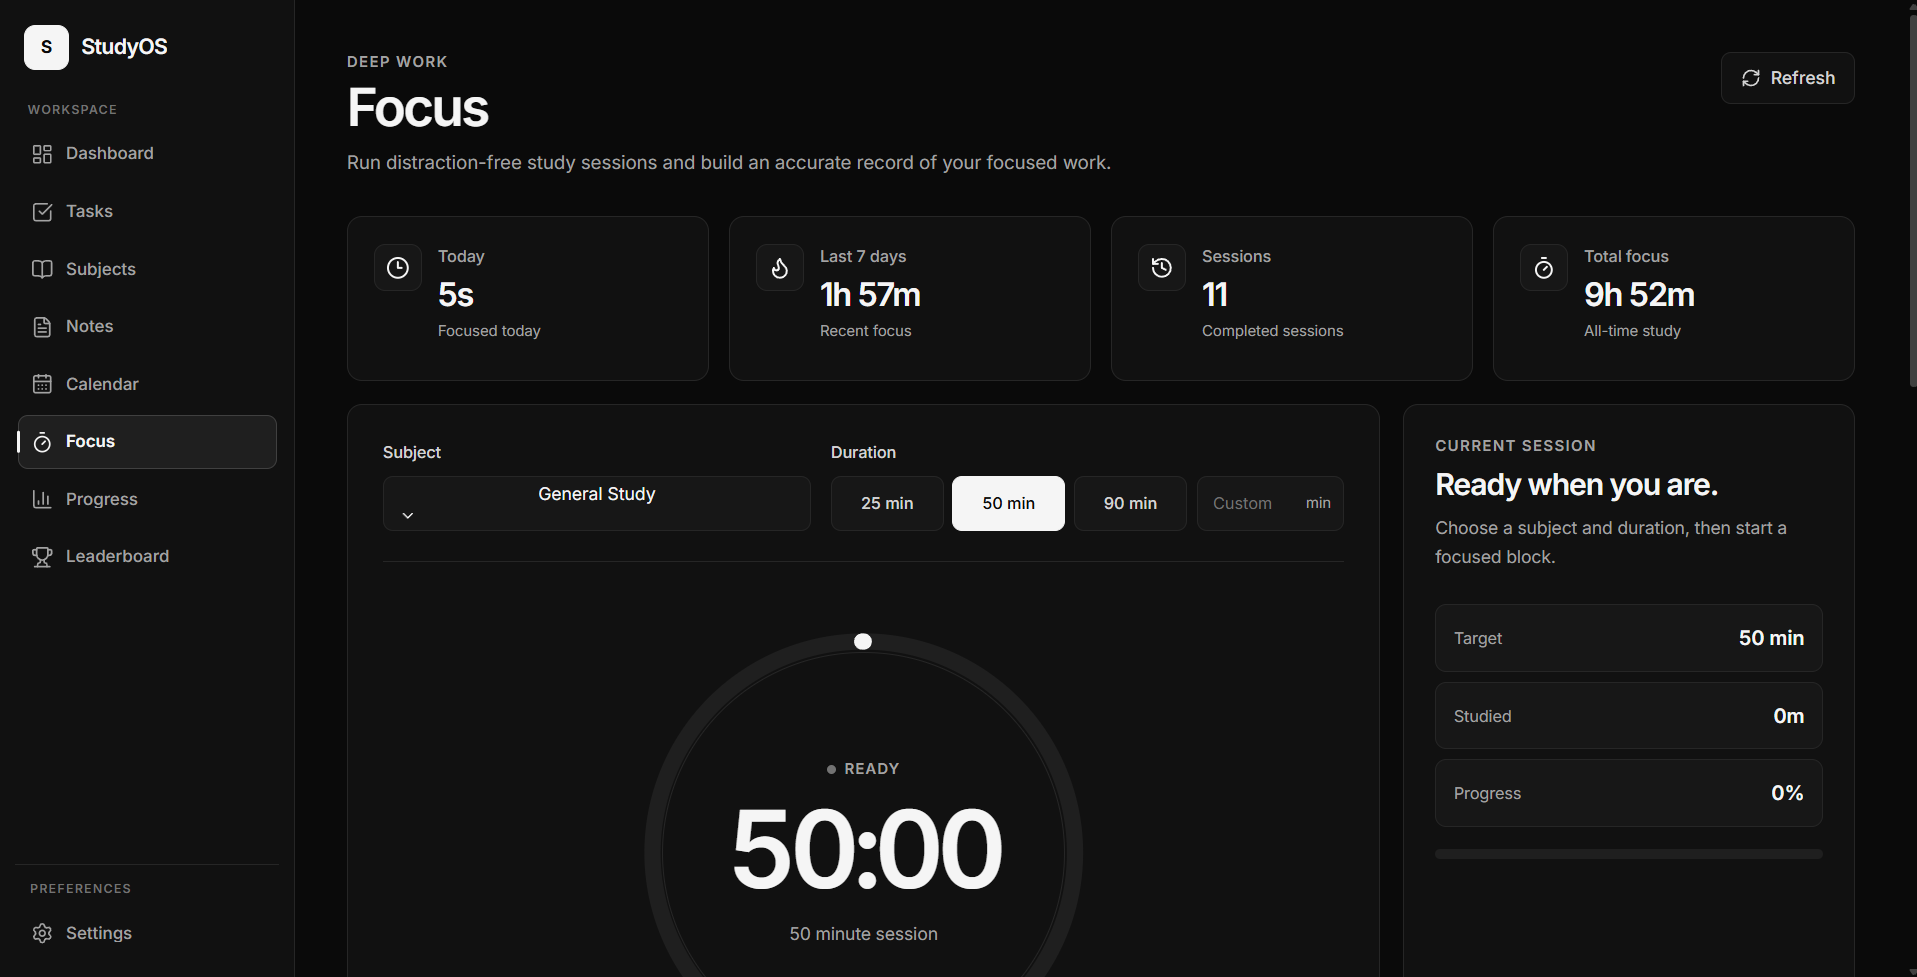 S
StudyOS
WORKSPACE
Dashboard
Tasks
Subjects
Notes
Calendar
Focus
Progress
Leaderboard
PREFERENCES
Settings
DEEP WORK
Focus
Run distraction-free study sessions and build an accurate record of your focused work.
Refresh
Today
5s
Focused today
Last 7 days
1h 57m
Recent focus
Sessions
11
Completed sessions
Total focus
9h 52m
All-time study
Subject
General Study
Duration
25 min
50 min
90 min
Custom min
READY
50:00
50 minute session
CURRENT SESSION
Ready when you are.
Choose a subject and duration, then start a
focused block.
Target 50 min
Studied 0m
Progress 0%